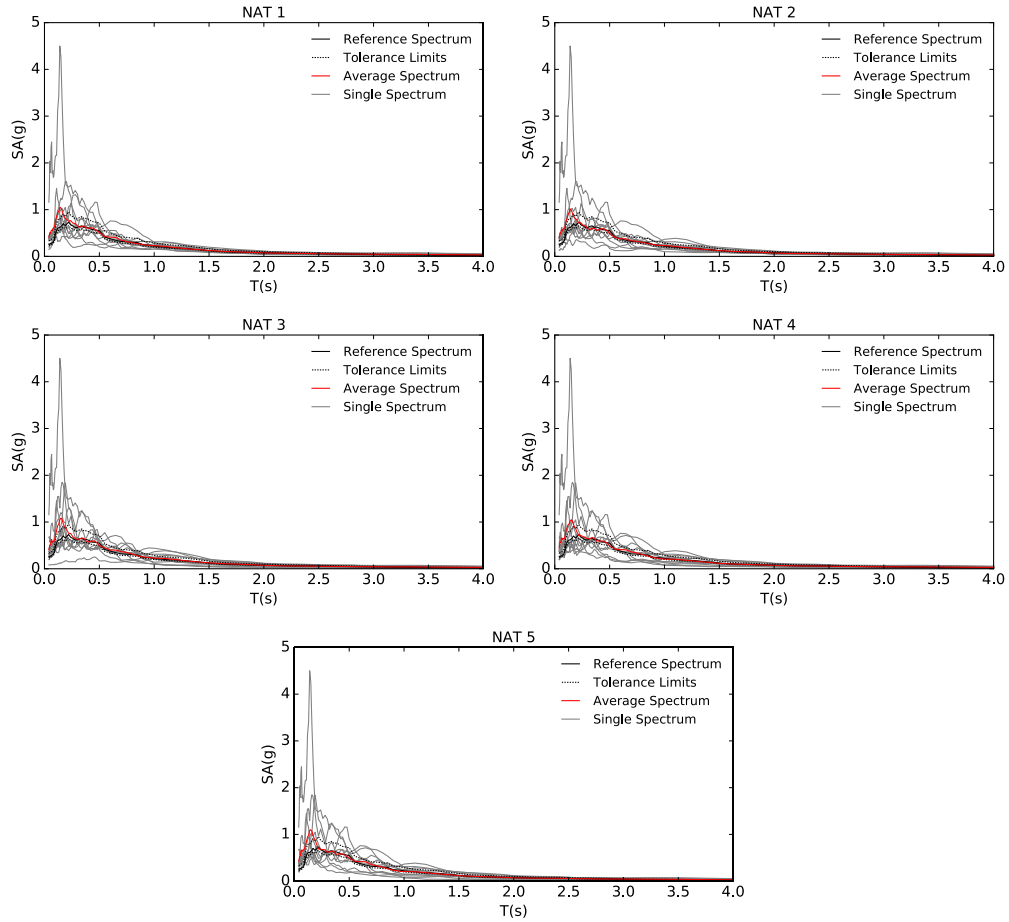 NAT 1
5
4
3
2
1
0
SA(g)
Reference Spectrum
Tolerance Limits
Average Spectrum
Single Spectrum
0.0 0.5 1.0 1.5 2.0 2.5 3.0 3.5 4.0
T(s)
NAT 2
5
4
3
2
1
0
SA(g)
Reference Spectrum
Tolerance Limits
Average Spectrum
Single Spectrum
0.0 0.5 1.0 1.5 2.0 2.5 3.0 3.5 4.0
T(s)
NAT 3
5
4
3
2
1
0
SA(g)
Reference Spectrum
Tolerance Limits
Average Spectrum
Single Spectrum
0.0 0.5 1.0 1.5 2.0 2.5 3.0 3.5 4.0
T(s)
NAT 4
5
4
3
2
1
0
SA(g)
Reference Spectrum
Tolerance Limits
Average Spectrum
Single Spectrum
0.0 0.5 1.0 1.5 2.0 2.5 3.0 3.5 4.0
T(s)
NAT 5
5
4
3
2
1
0
SA(g)
Reference Spectrum
Tolerance Limits
Average Spectrum
Single Spectrum
0.0 0.5 1.0 1.5 2.0 2.5 3.0 3.5 4.0
T(s)